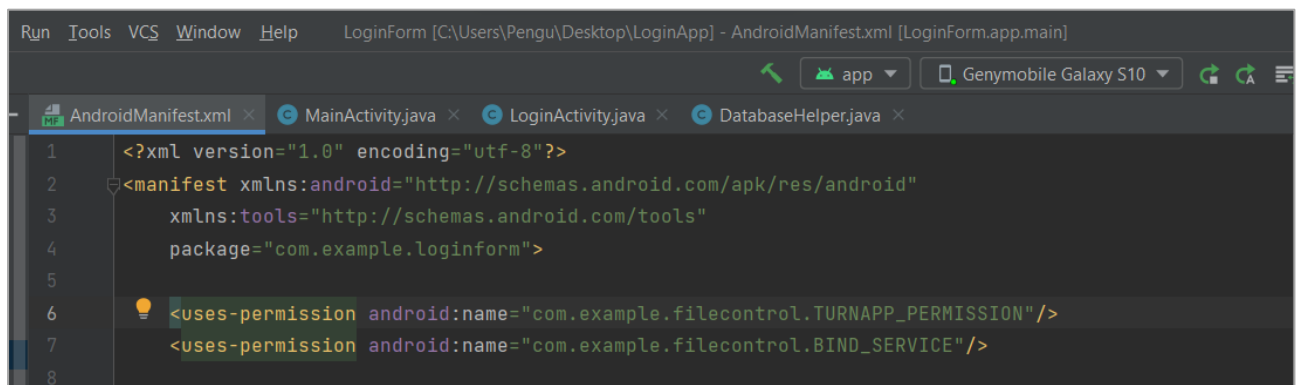 Run Tools VCS Window Help LoginForm [C:\Users\Pengu\Desktop\LoginApp] - AndroidManifest.xml [LoginForm.app.main]
app Genymobile Galaxy S10
MF AndroidManifest.xml C MainActivity.java C LoginActivity.java C DatabaseHelper.java
1 <?xml version="1.0" encoding="utf-8"?>
2 <manifest xmlns:android="http://schemas.android.com/apk/res/android"
3 xmlns:tools="http://schemas.android.com/tools"
4 package="com.example.loginform">
5
6 <uses-permission android:name="com.example.filecontrol.TURNAPP_PERMISSION"/>
7 <uses-permission android:name="com.example.filecontrol.BIND_SERVICE"/>
8